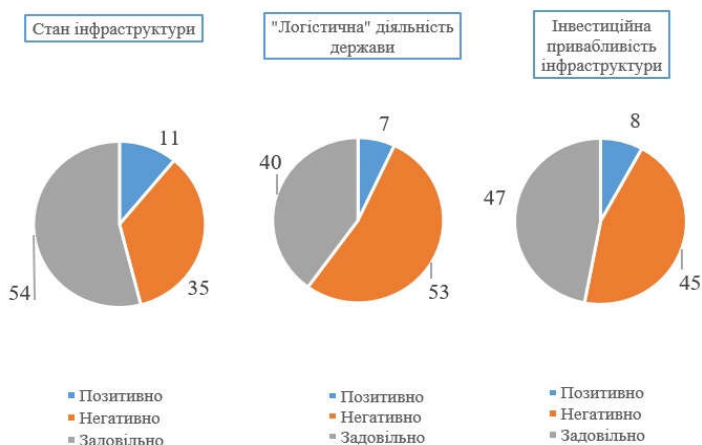 Стан інфраструктури
11
54
35
Позитивно
Негативно
Задовільно
"Логістична" діяльність
держави
7
40
53
Позитивно
Негативно
Задовільно
Інвестиційна
привабливість
інфраструктури
8
47
45
Позитивно
Негативно
Задовільно